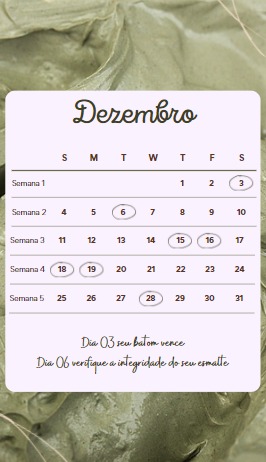 Dezembro
S M T W T F S
Semana 1 1 2 3
Semana 2 4 5 6 7 8 9 10
Semana 3 11 12 13 14 15 16 17
Semana 4 18 19 20 21 22 23 24
Semana 5 25 26 27 28 29 30 31
Dia 03 seu batom vence
Dia 06 verifique a integridade do seu esmalte